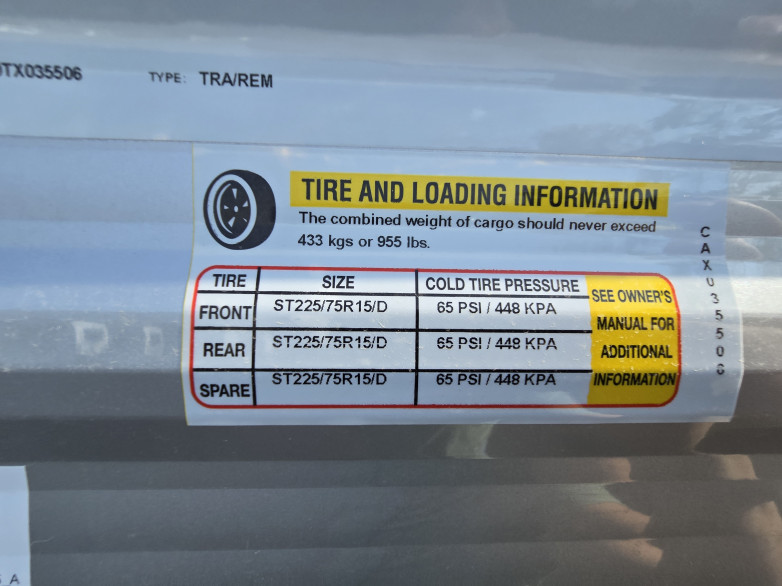 TX035506 TYPE: TRA/REM
TIRE AND LOADING INFORMATION
The combined weight of cargo should never exceed
433 kgs or 955 lbs.
TIRE SIZE COLD TIRE PRESSURE
FRONT ST225/75R15/D 65 PSI / 448 KPA
REAR ST225/75R15/D 65 PSI / 448 KPA
SPARE ST225/75R15/D 65 PSI / 448 KPA
SEE OWNER'S
MANUAL FOR
ADDITIONAL
INFORMATION
CAX035506
A